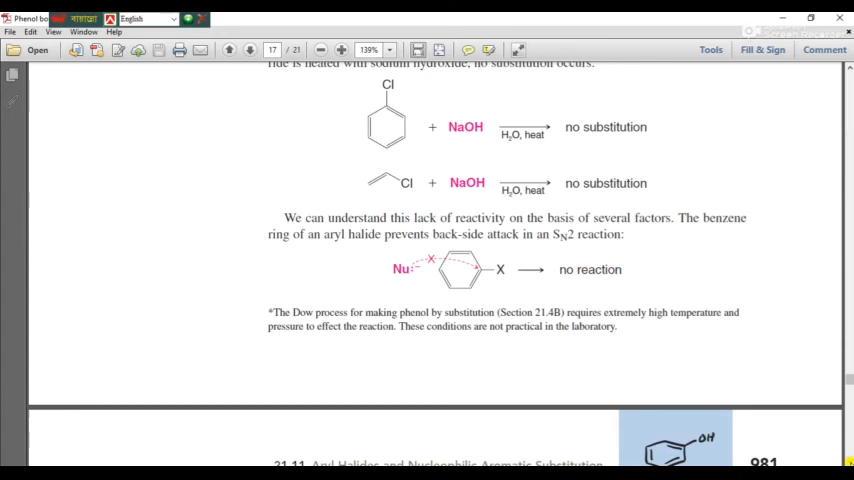 Phenol bo
English
File Edit View Window Help
Open
17 / 21
139%
Tools Fill & Sign Comment
ride is heated with sodium hydroxide, no substitution occurs.
Cl
+ NaOH H₂O, heat no substitution
Cl + NaOH H₂O, heat no substitution
We can understand this lack of reactivity on the basis of several factors. The benzene
ring of an aryl halide prevents back-side attack in an SN2 reaction:
Nu:− X no reaction
*The Dow process for making phenol by substitution (Section 21.4B) requires extremely high temperature and
pressure to effect the reaction. These conditions are not practical in the laboratory.
OH
21.11 Aryl Halides and Nucleophilic Aromatic Substitution 981